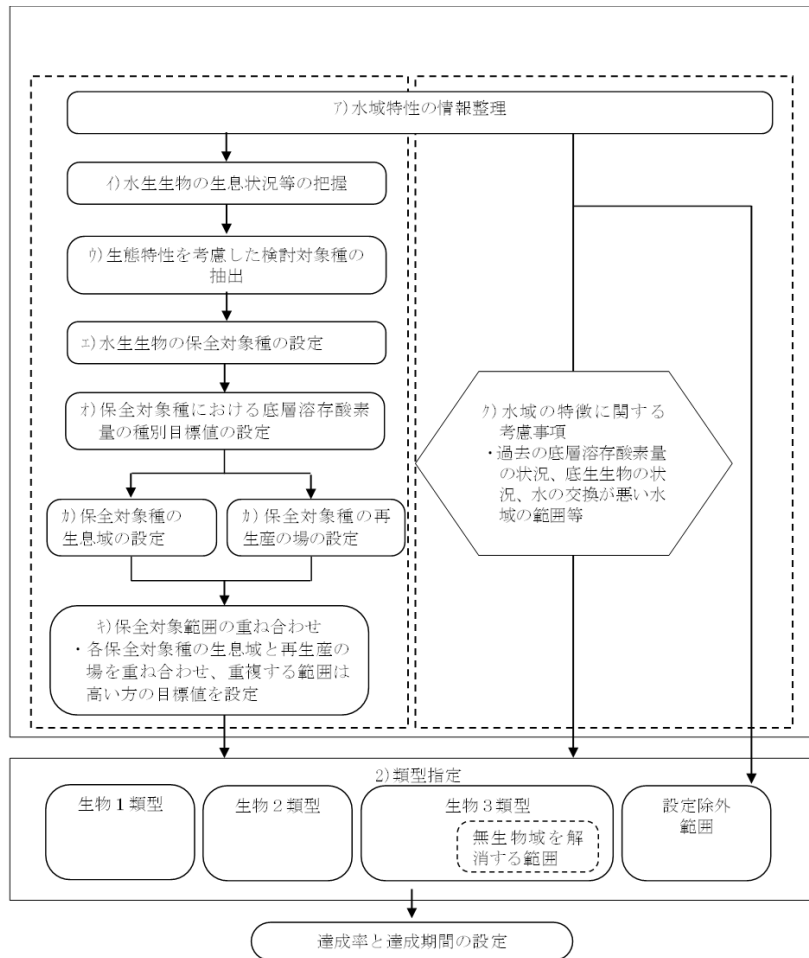 ｱ)水域特性の情報整理
ｲ)水生生物の生息状況等の把握
ｳ)生態特性を考慮した検討対象種の
抽出
ｴ)水生生物の保全対象種の設定
ｵ)保全対象種における底層溶存酸素
量の種別目標値の設定
ｶ)保全対象種の
生息域の設定
ｶ)保全対象種の再
生産の場の設定
ｷ)保全対象範囲の重ね合わせ
・各保全対象種の生息域と再生産の
場を重ね合わせ、重複する範囲は
高い方の目標値を設定
ｸ)水域の特徴に関する
考慮事項
・過去の底層溶存酸素量
の状況、底生生物の状
況、水の交換が悪い水
域の範囲等
2)類型指定
生物１類型
生物２類型
生物３類型
無生物域を解
消する範囲
設定除外
範囲
達成率と達成期間の設定